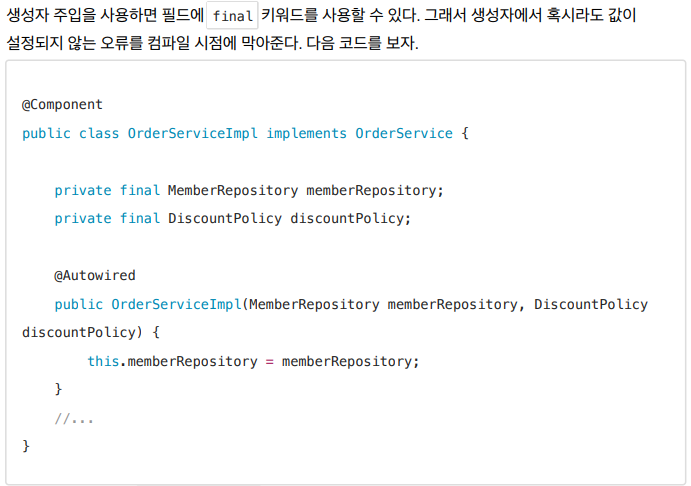 생성자 주입을 사용하면 필드에 final 키워드를 사용할 수 있다. 그래서 생성자에서 혹시라도 값이
설정되지 않는 오류를 컴파일 시점에 막아준다. 다음 코드를 보자.
@Component
public class OrderServiceImpl implements OrderService {
    private final MemberRepository memberRepository;
    private final DiscountPolicy discountPolicy;
    @Autowired
    public OrderServiceImpl(MemberRepository memberRepository, DiscountPolicy
discountPolicy) {
        this.memberRepository = memberRepository;
    }
    //...
}